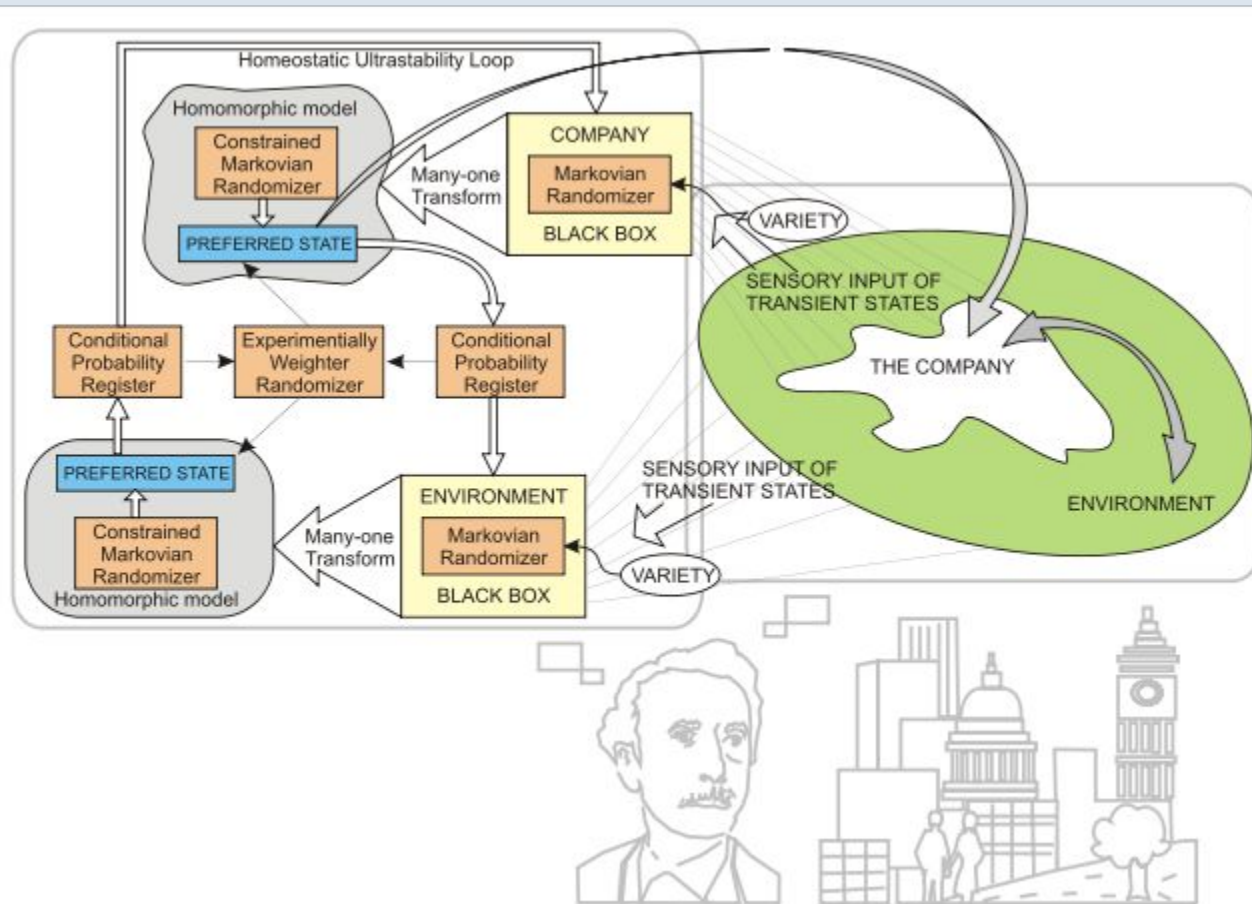 Homeostatic Ultrastability Loop
Homomorphic model
Constrained
Markovian
Randomizer
PREFERRED STATE
Many-one
Transform
COMPANY
Markovian
Randomizer
BLACK BOX
VARIETY
SENSORY INPUT OF
TRANSIENT STATES
THE COMPANY
ENVIRONMENT
Conditional
Probability
Register
Experimentially
Weighter
Randomizer
Conditional
Probability
Register
PREFERRED STATE
Constrained
Markovian
Randomizer
Homomorphic model
Many-one
Transform
ENVIRONMENT
Markovian
Randomizer
BLACK BOX
SENSORY INPUT OF
TRANSIENT STATES
VARIETY